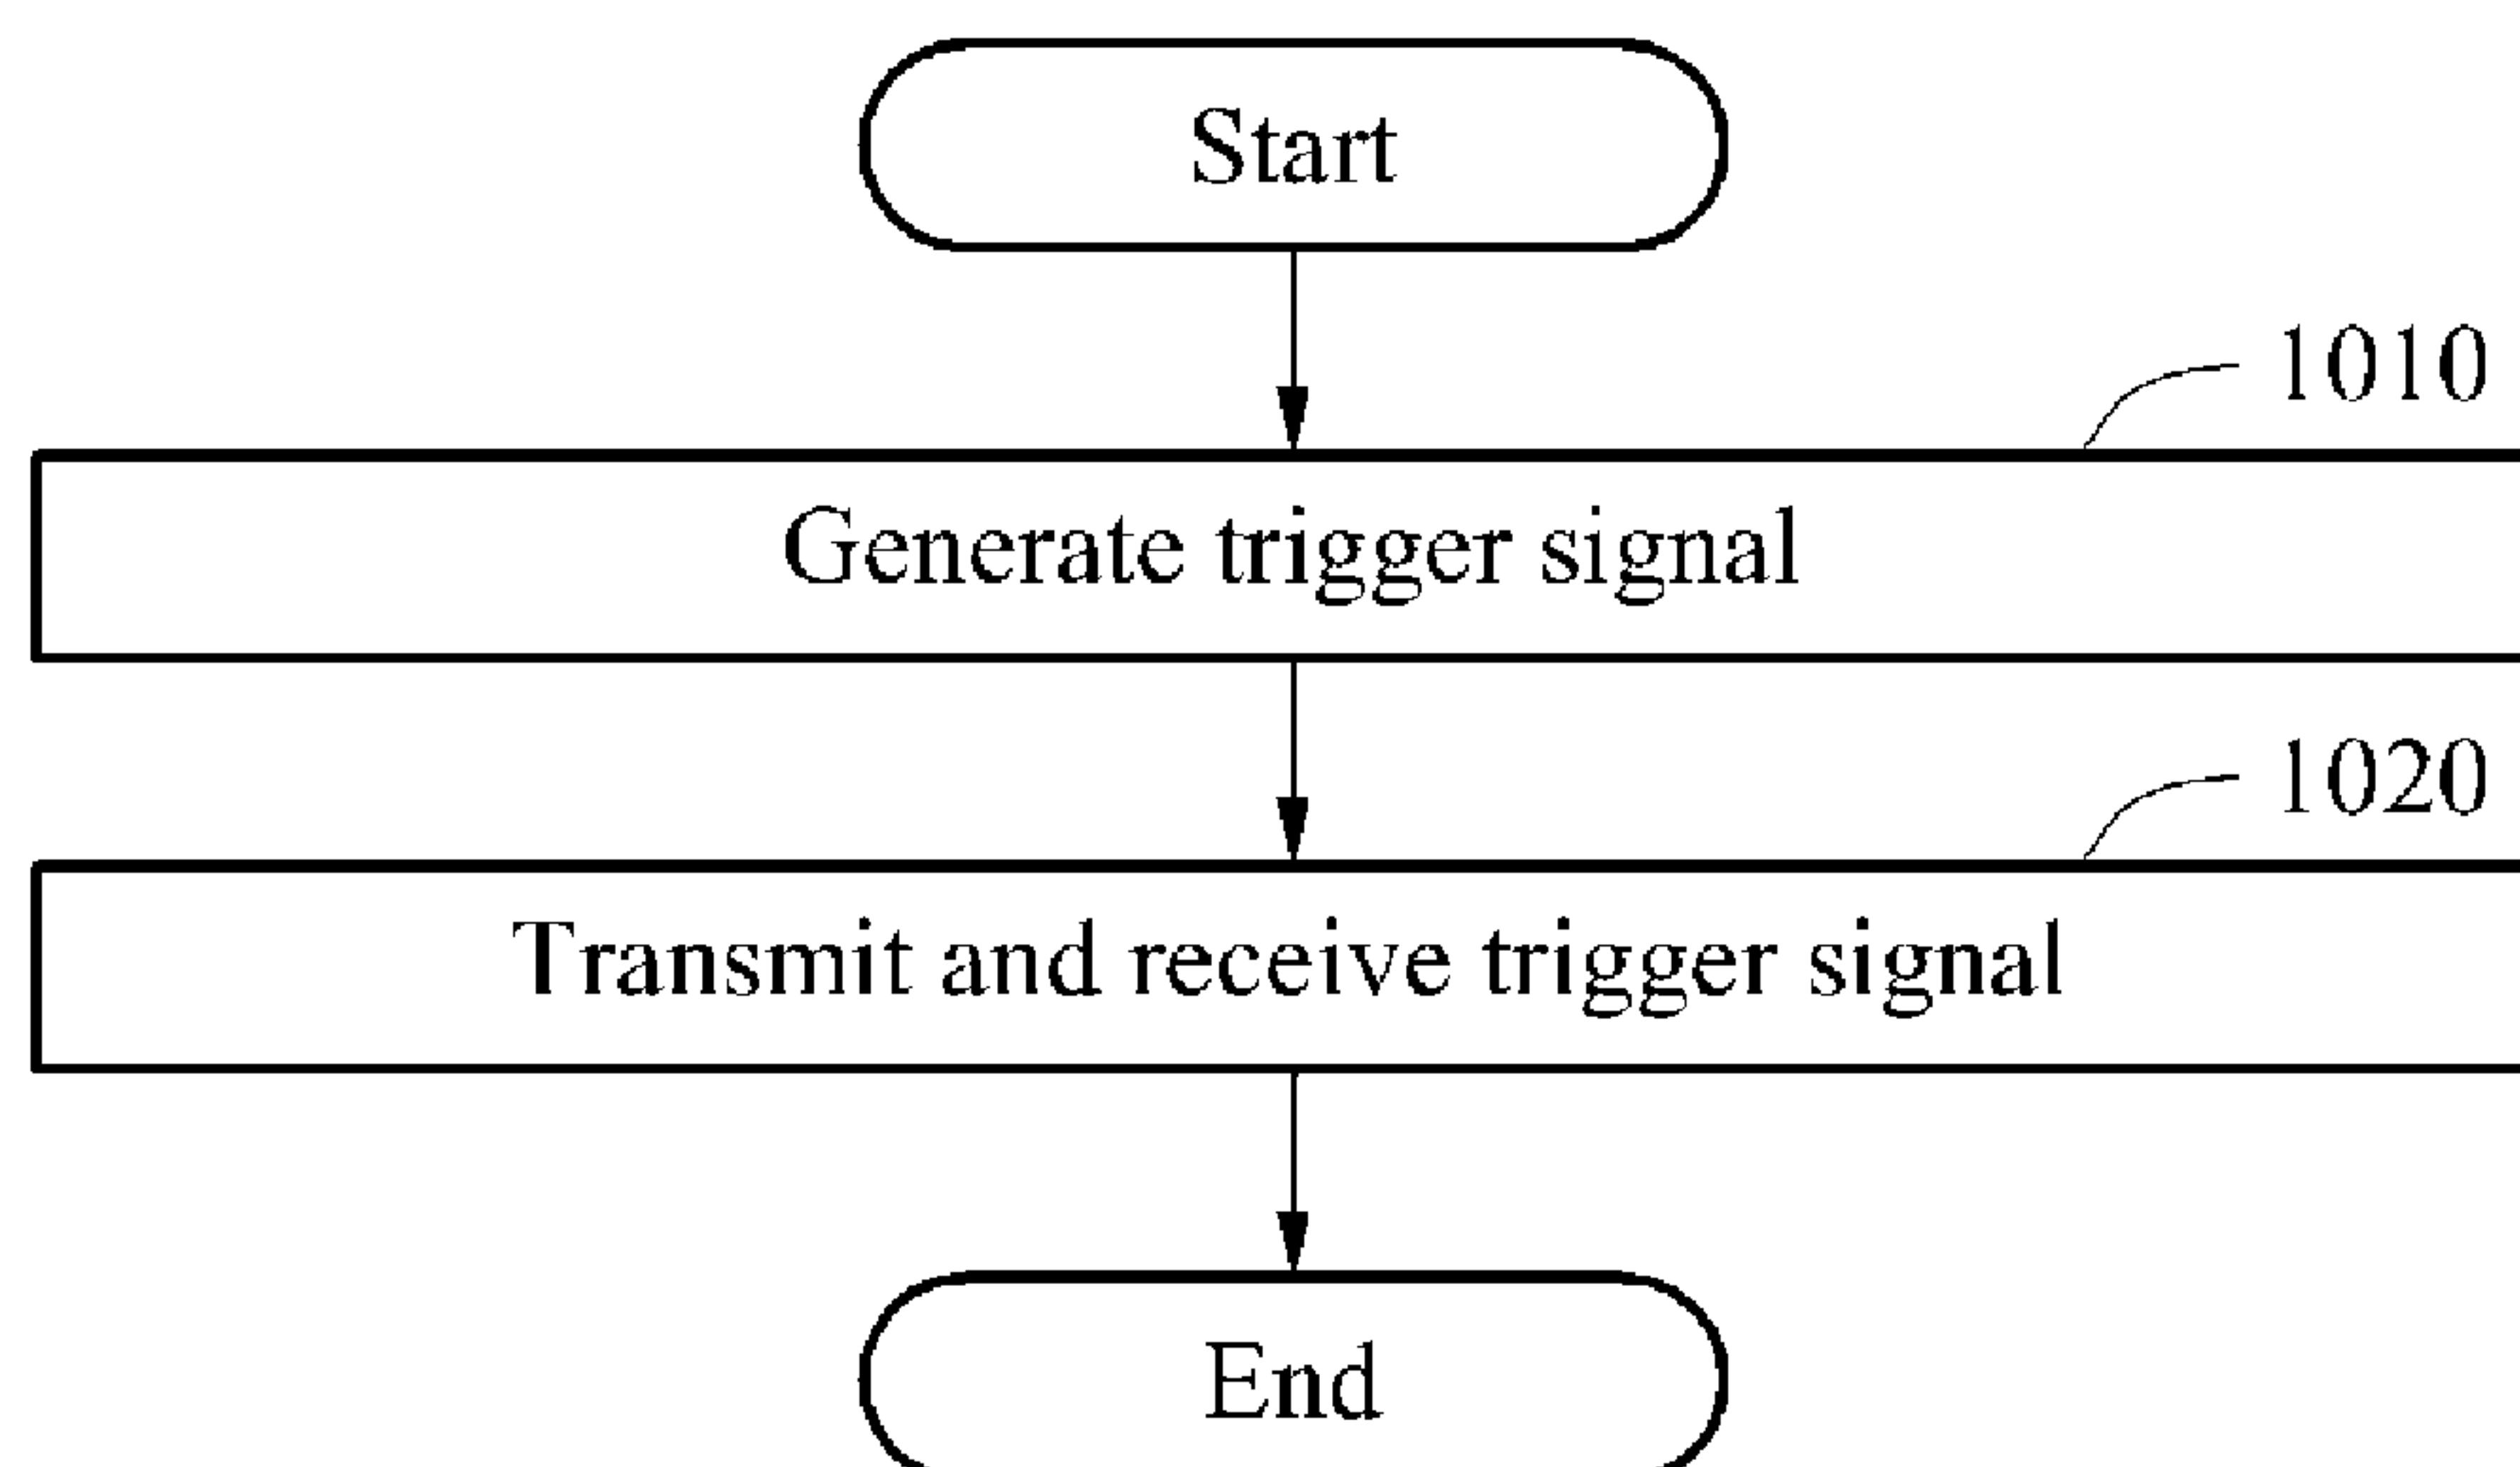 Start
1010
Generate trigger signal
1020
Transmit and receive trigger signal
End